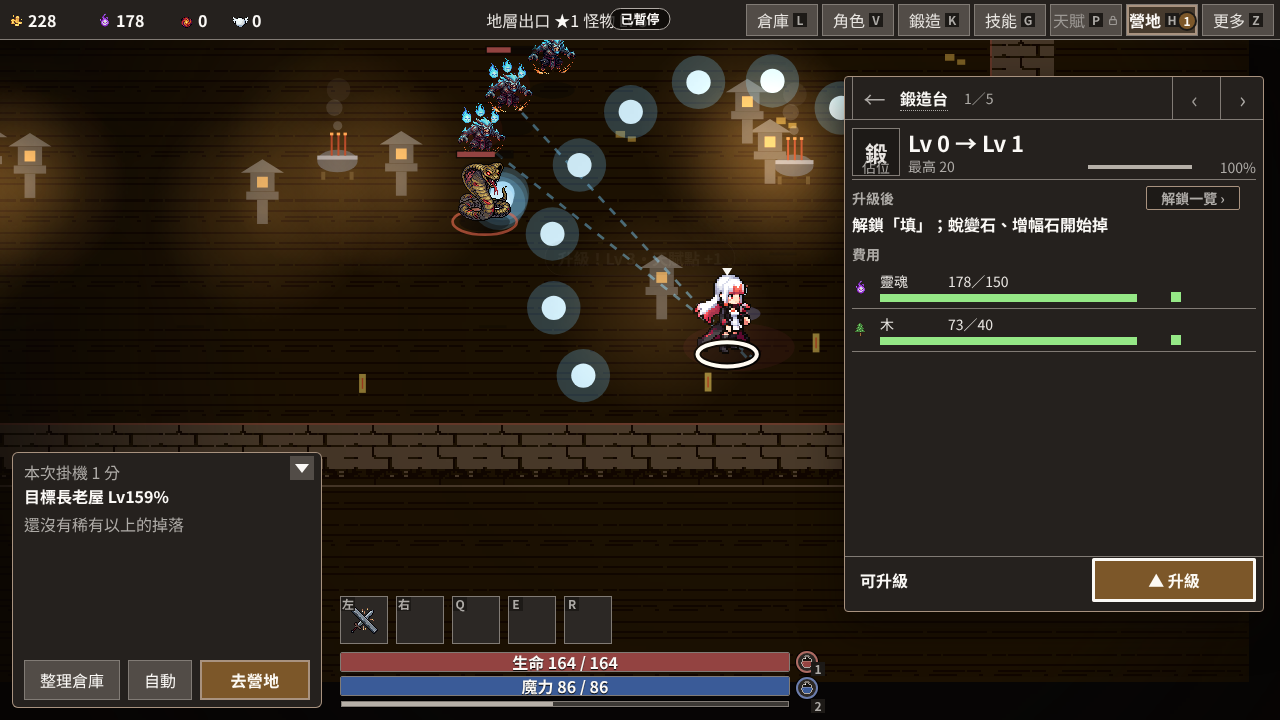 228 178 0 0
地層出口 ★1 怪物 已暫停
倉庫 L 角色 V 鍛造 K 技能 G 天賦 P 營地 H 1 更多 Z
← 鍛造台 1／5 ‹ ›
鍛
佔位
Lv 0 → Lv 1
最高 20 100%
升級後 解鎖一覽 ›
解鎖「填」；蛻變石、增幅石開始掉
費用
靈魂 178／150
木 73／40
可升級 ▲ 升級
本次掛機 1 分
目標長老屋 Lv159%
還沒有稀有以上的掉落
整理倉庫 自動 去營地
左 右 Q E R
生命 164 / 164 1
魔力 86 / 86 2